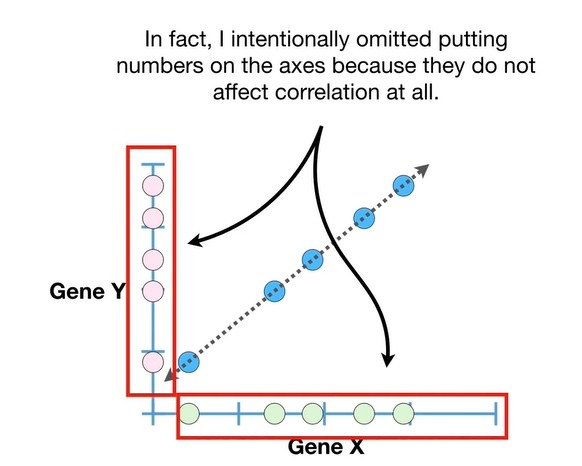 In fact, I intentionally omitted putting
numbers on the axes because they do not
affect correlation at all.
Gene Y
Gene X